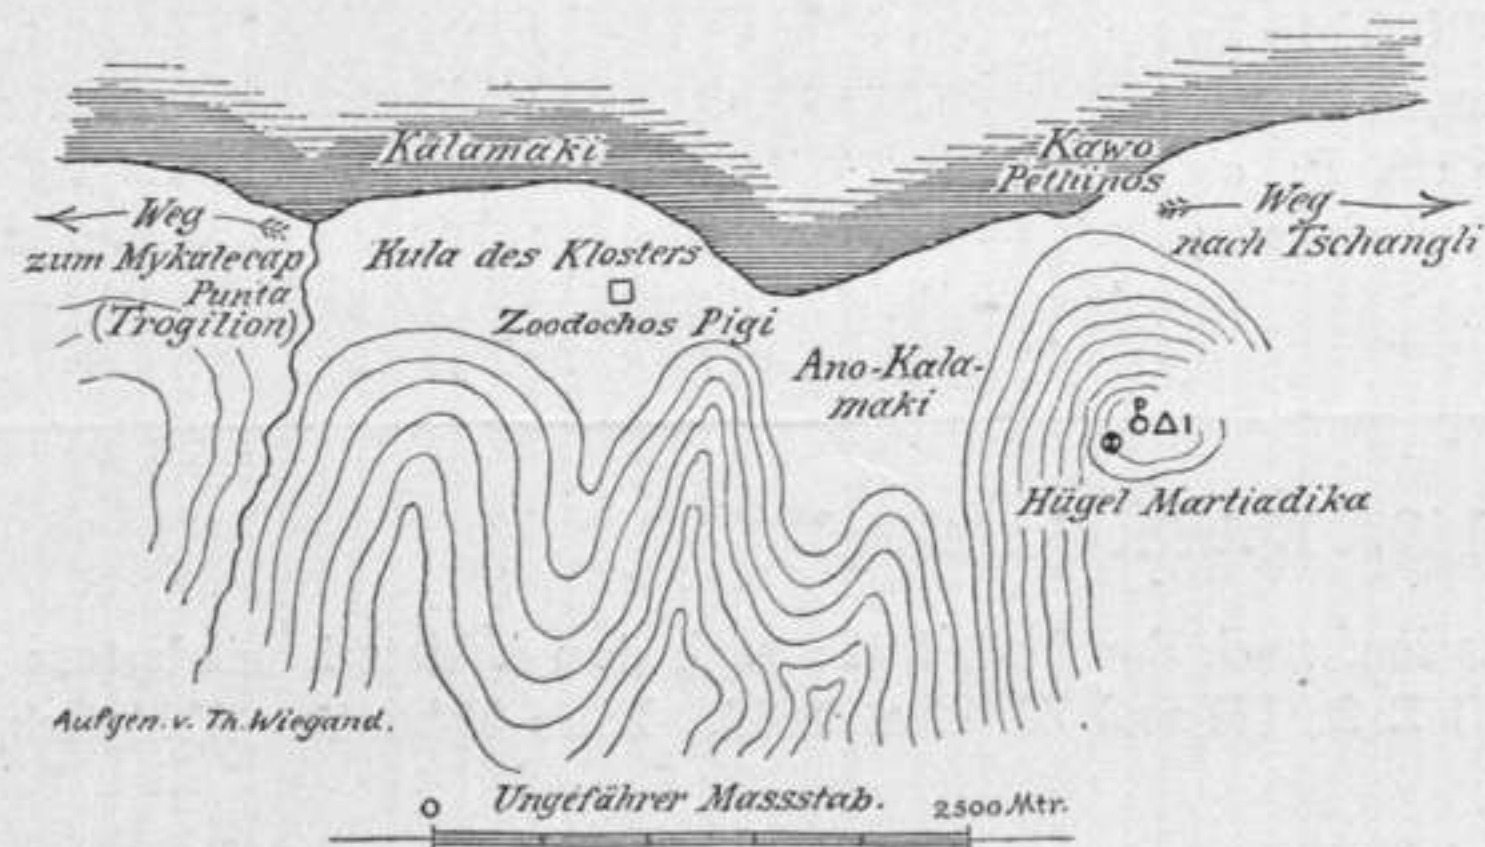 Kalamaki
Kawo
Pethinos
Weg
zum Mykalecap
Punta
(Trogilion)
Kula des Klosters
Zoodochos Pigi
Weg
nach Tschangli
Ano-Kala-
maki
Hügel Martiadika
Aufgen. v. Th. Wiegand.
0 Ungefährer Massstab. 2500 Mtr.